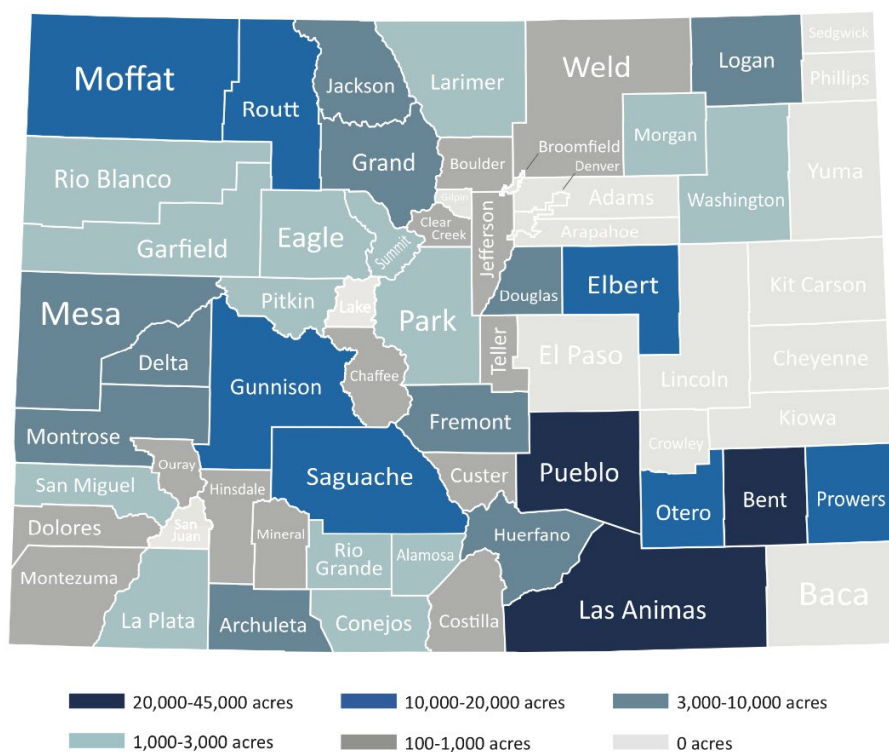 Sedgwick
Moffat
Routt
Jackson
Larimer
Weld
Logan
Phillips
Grand
Boulder
Broomfield
Denver
Morgan
Yuma
Rio Blanco
Gilpin
Adams
Washington
Garfield
Eagle
Summit
Clear
Creek
Jefferson
Arapahoe
Mesa
Pitkin
Lake
Park
Douglas
Elbert
Kit Carson
Delta
Gunnison
Chaffee
Teller
El Paso
Lincoln
Cheyenne
Montrose
Fremont
Kiowa
Ouray
Saguache
Custer
Pueblo
Crowley
San Miguel
Hinsdale
Otero
Bent
Prowers
Dolores
San
Juan
Mineral
Rio
Grande
Alamosa
Huerfano
Montezuma
La Plata
Archuleta
Conejos
Costilla
Las Animas
Baca
20,000-45,000 acres
10,000-20,000 acres
3,000-10,000 acres
1,000-3,000 acres
100-1,000 acres
0 acres